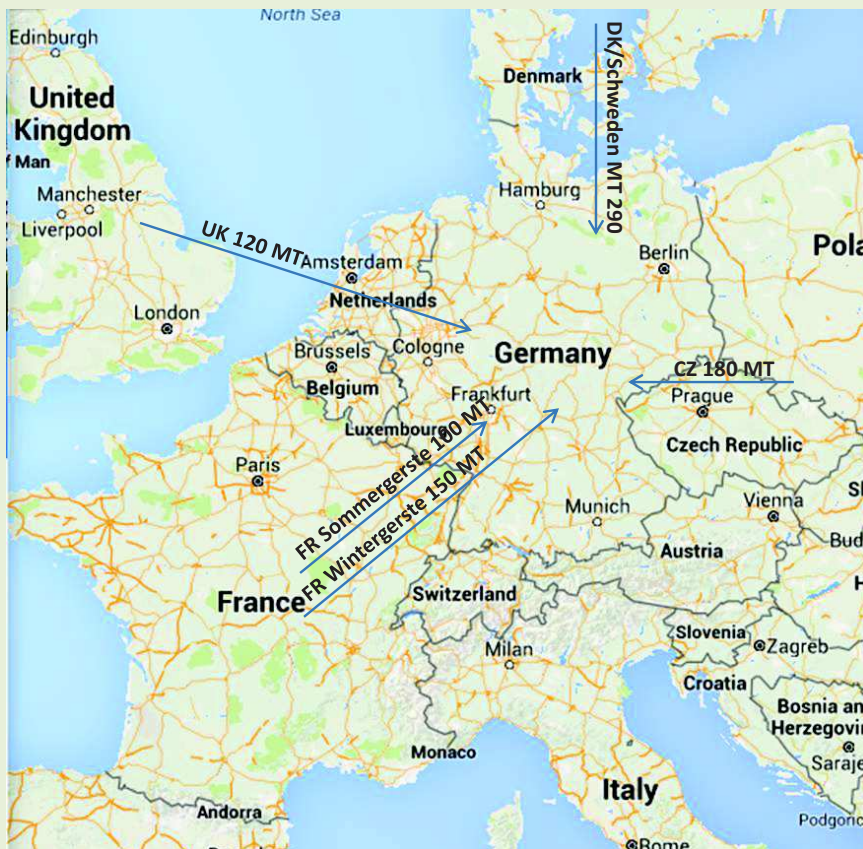 North Sea
Edinburgh
United
Kingdom
of Man
Manchester
Liverpool
London
Denmark
DK/Schweden MT 290
Hamburg
Berlin
Pola
UK 120 MT
Amsterdam
Netherlands
Brussels
Belgium
Cologne
Germany
CZ 180 MT
Prague
Czech Republic
Frankfurt
Luxembourg
Paris
FR Sommergerste 100 MT
FR Wintergerste 150 MT
France
Munich
Vienna
Sl
Austria
Bud
H
Switzerland
Slovenia
Zagreb
Milan
Croatia
Bosnia an
Herzegovin
Saraje
Monaco
Italy
Andorra
Podgoric
Rome